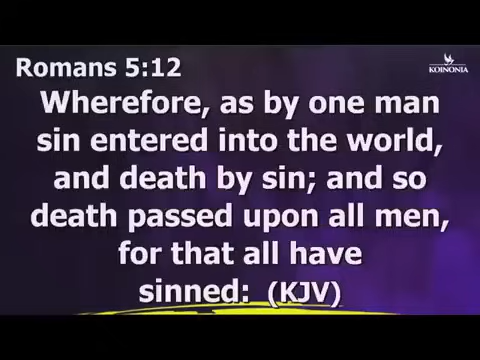 Romans 5:12
KOINONIA
Wherefore, as by one man
sin entered into the world,
and death by sin; and so
death passed upon all men,
for that all have
sinned: (KJV)